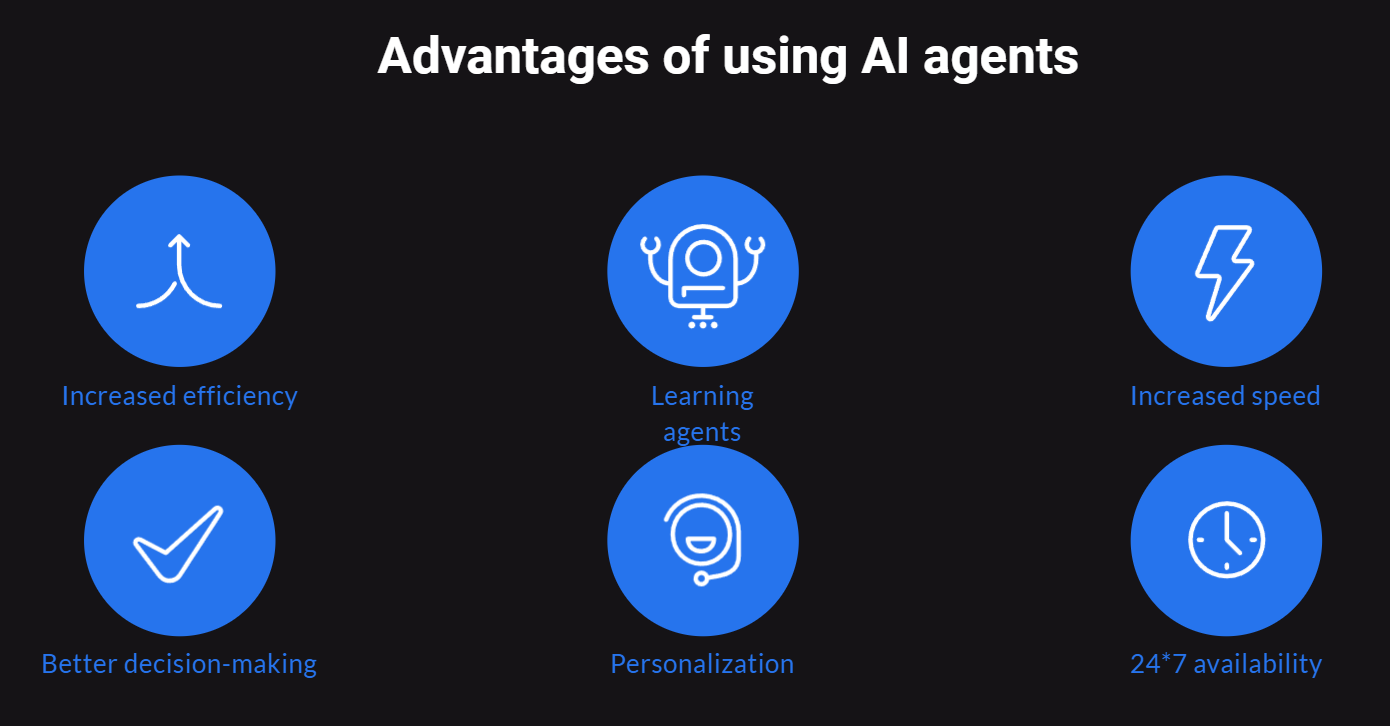 Advantages of using AI agents
Increased efficiency
Learning
agents
Increased speed
Better decision-making
Personalization
24*7 availability